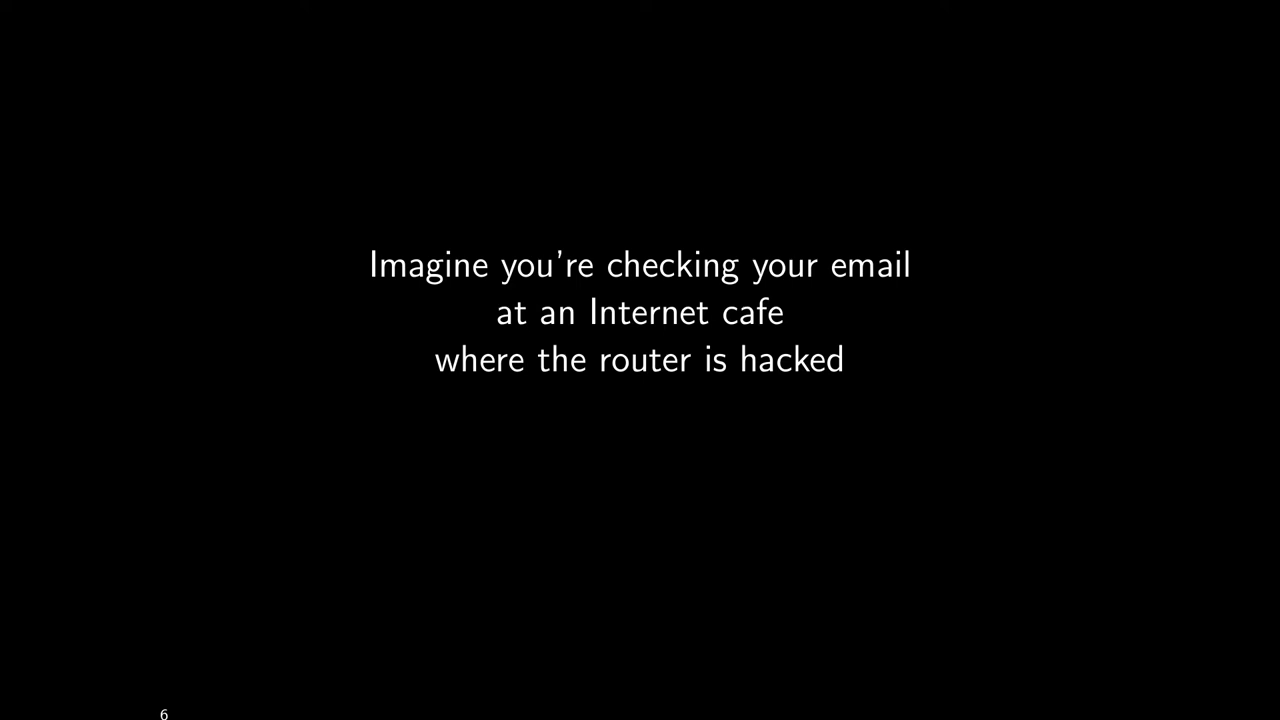 Imagine you're checking your email
at an Internet cafe
where the router is hacked
6